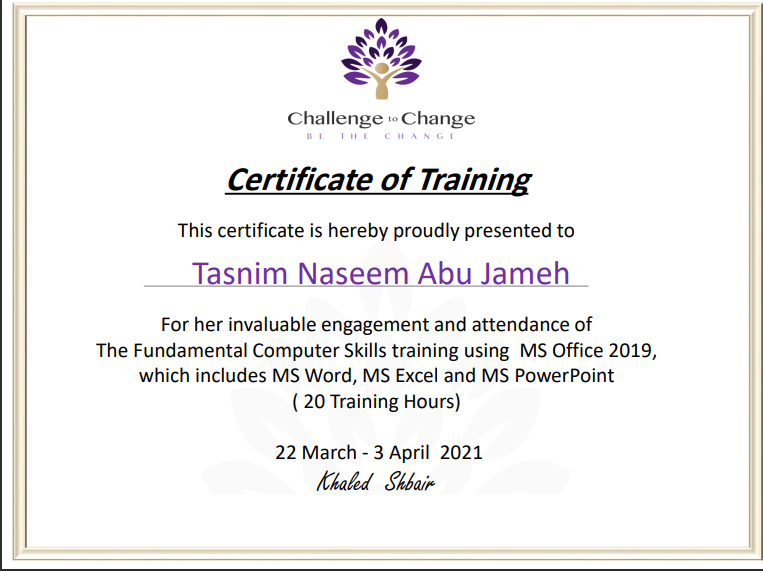 Challenge to Change
BE THE CHANGE
Certificate of Training
This certificate is hereby proudly presented to
Tasnim Naseem Abu Jameh
For her invaluable engagement and attendance of
The Fundamental Computer Skills training using  MS Office 2019,
which includes MS Word, MS Excel and MS PowerPoint
( 20 Training Hours)
22 March - 3 April  2021
Khaled Shbair